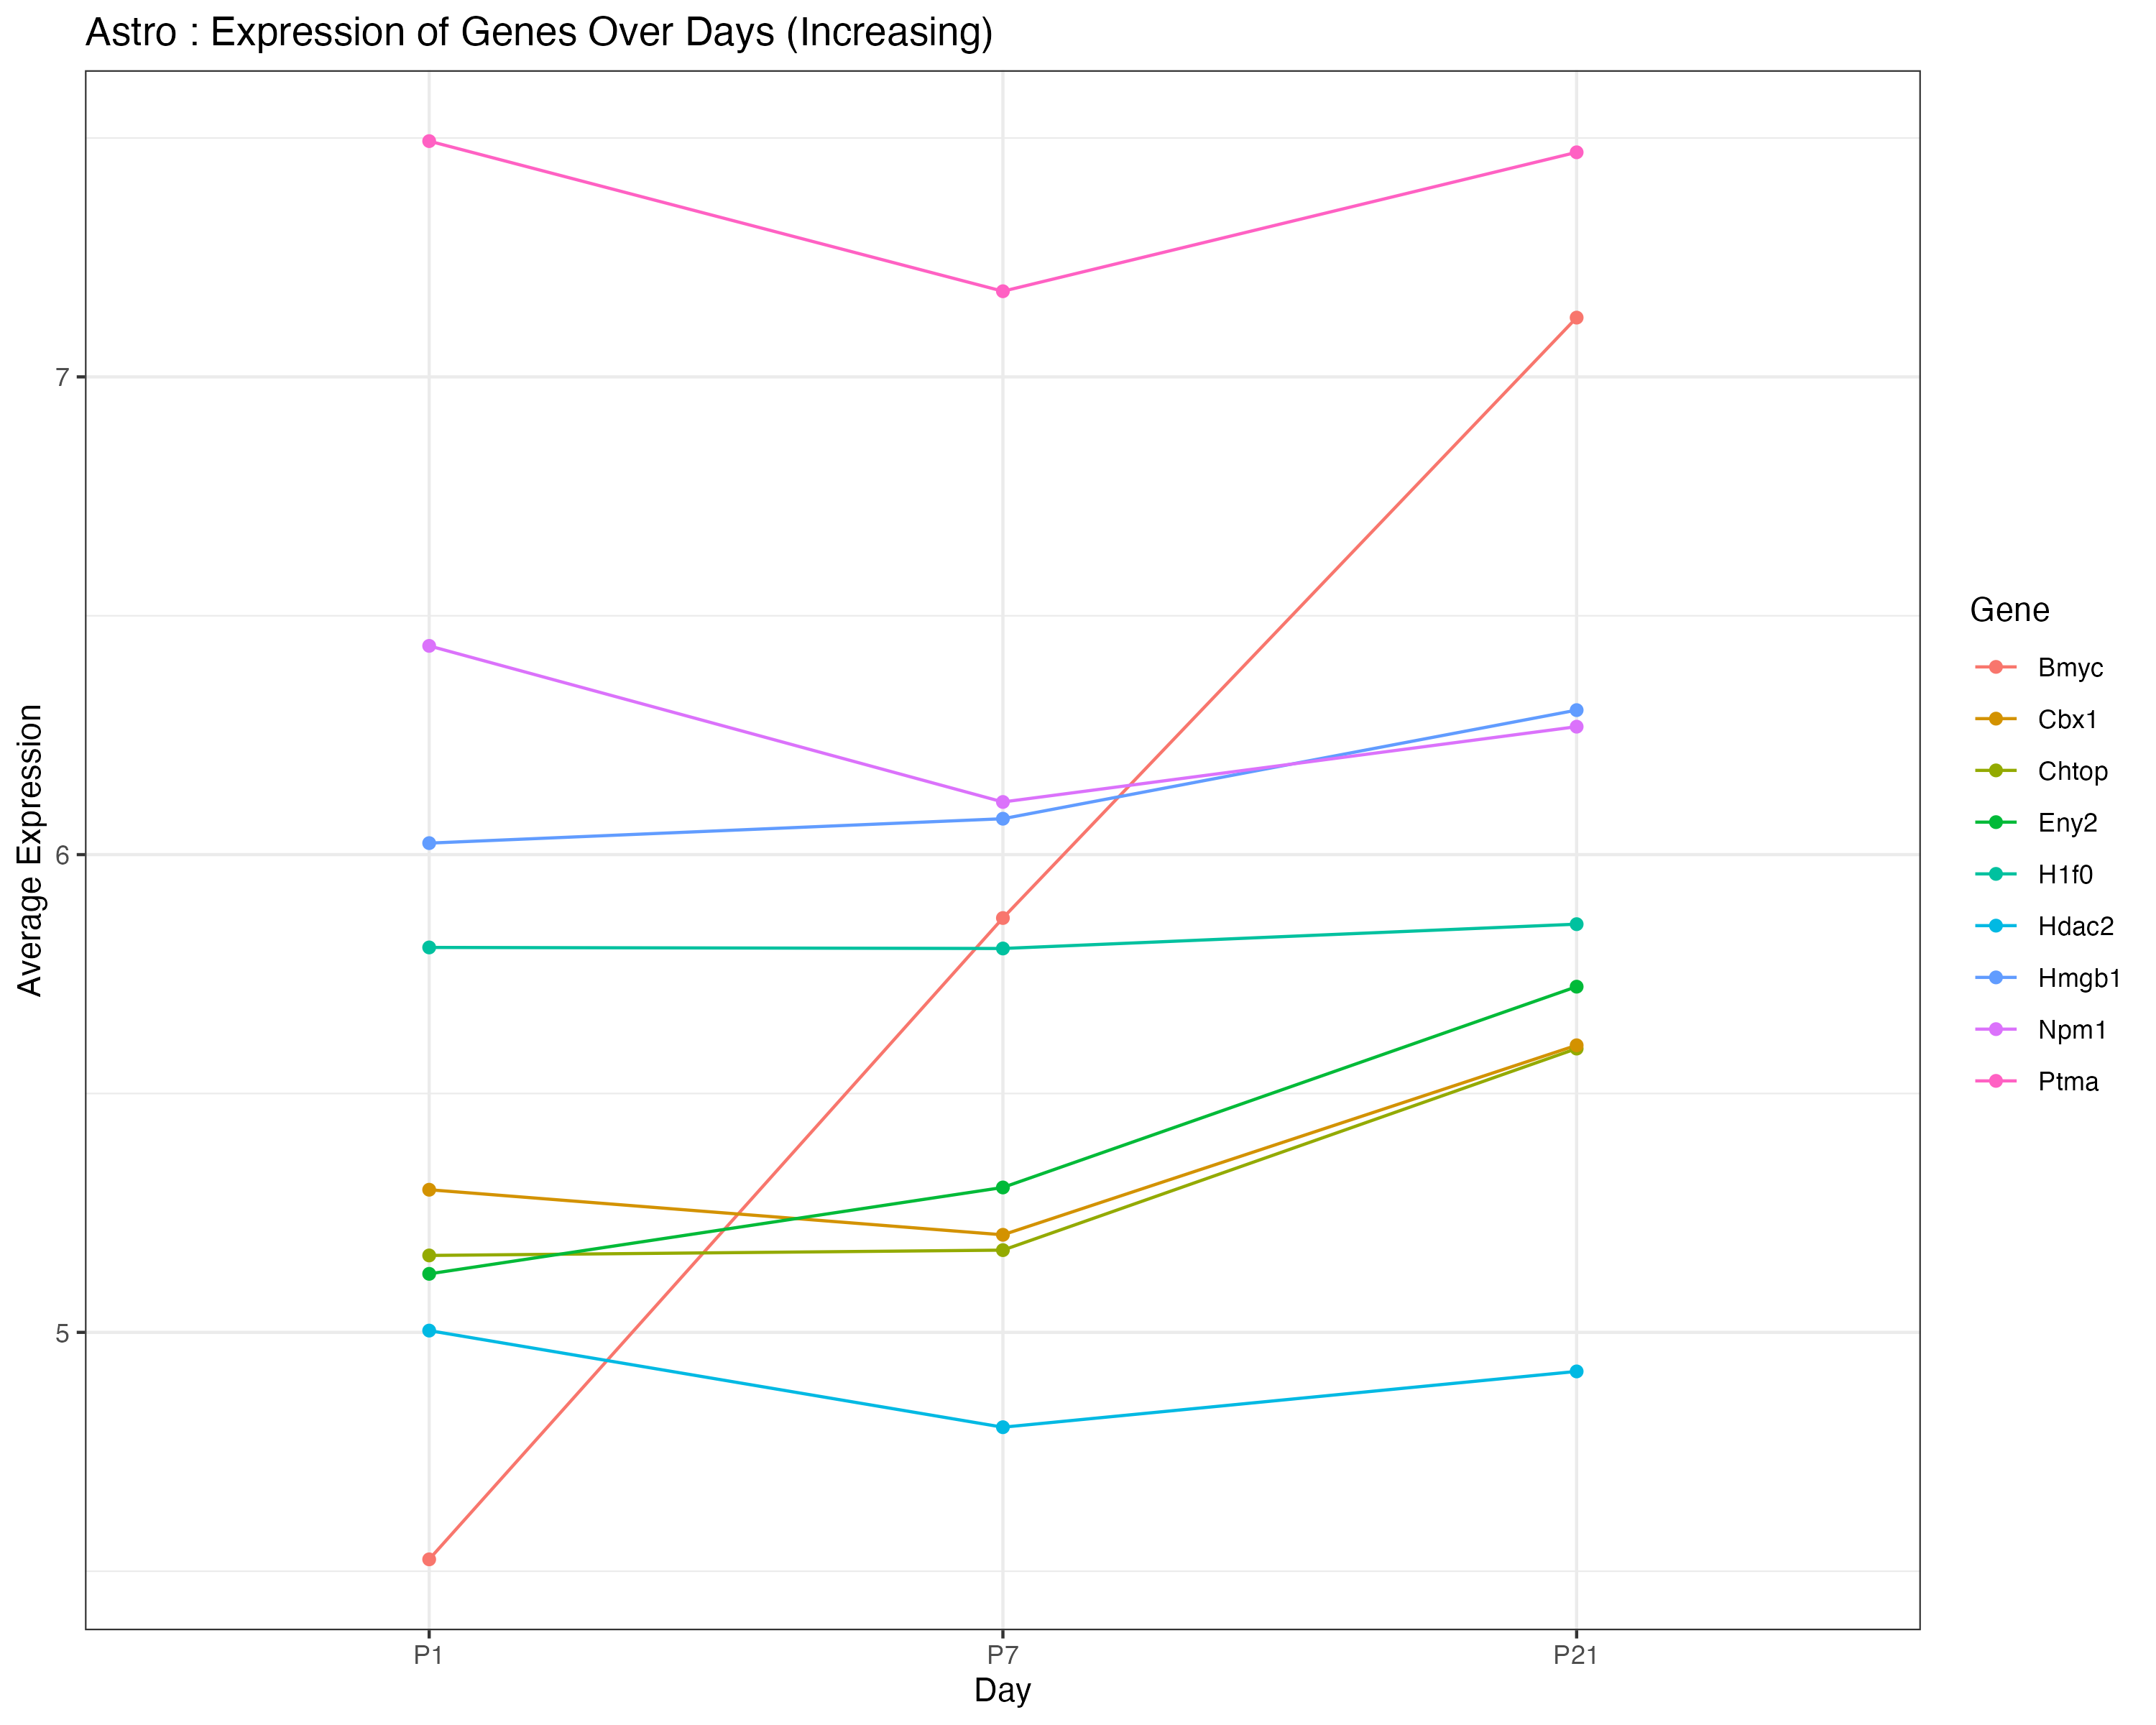 Astro : Expression of Genes Over Days (Increasing)
Average Expression
7
6
5
P1
P7
P21
Day
Gene
Bmyc
Cbx1
Chtop
Eny2
H1f0
Hdac2
Hmgb1
Npm1
Ptma